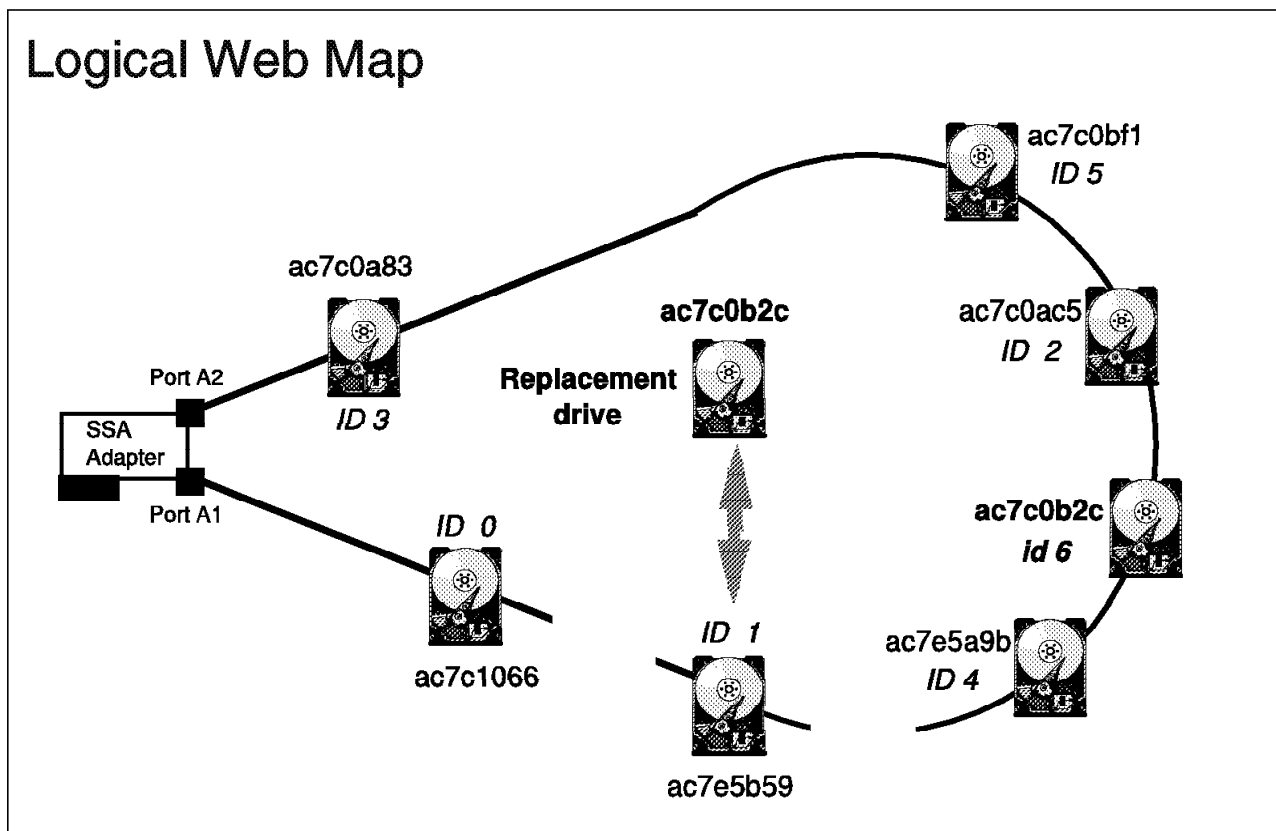 Logical Web Map
ac7c0bf1
ID 5
ac7c0a83
ID 3
ac7c0b2c
Replacement
drive
ac7c0ac5
ID 2
Port A2
SSA
Adapter
Port A1
ID 0
ac7c1066
ac7c0b2c
id 6
ID 1
ac7e5b59
ac7e5a9b
ID 4